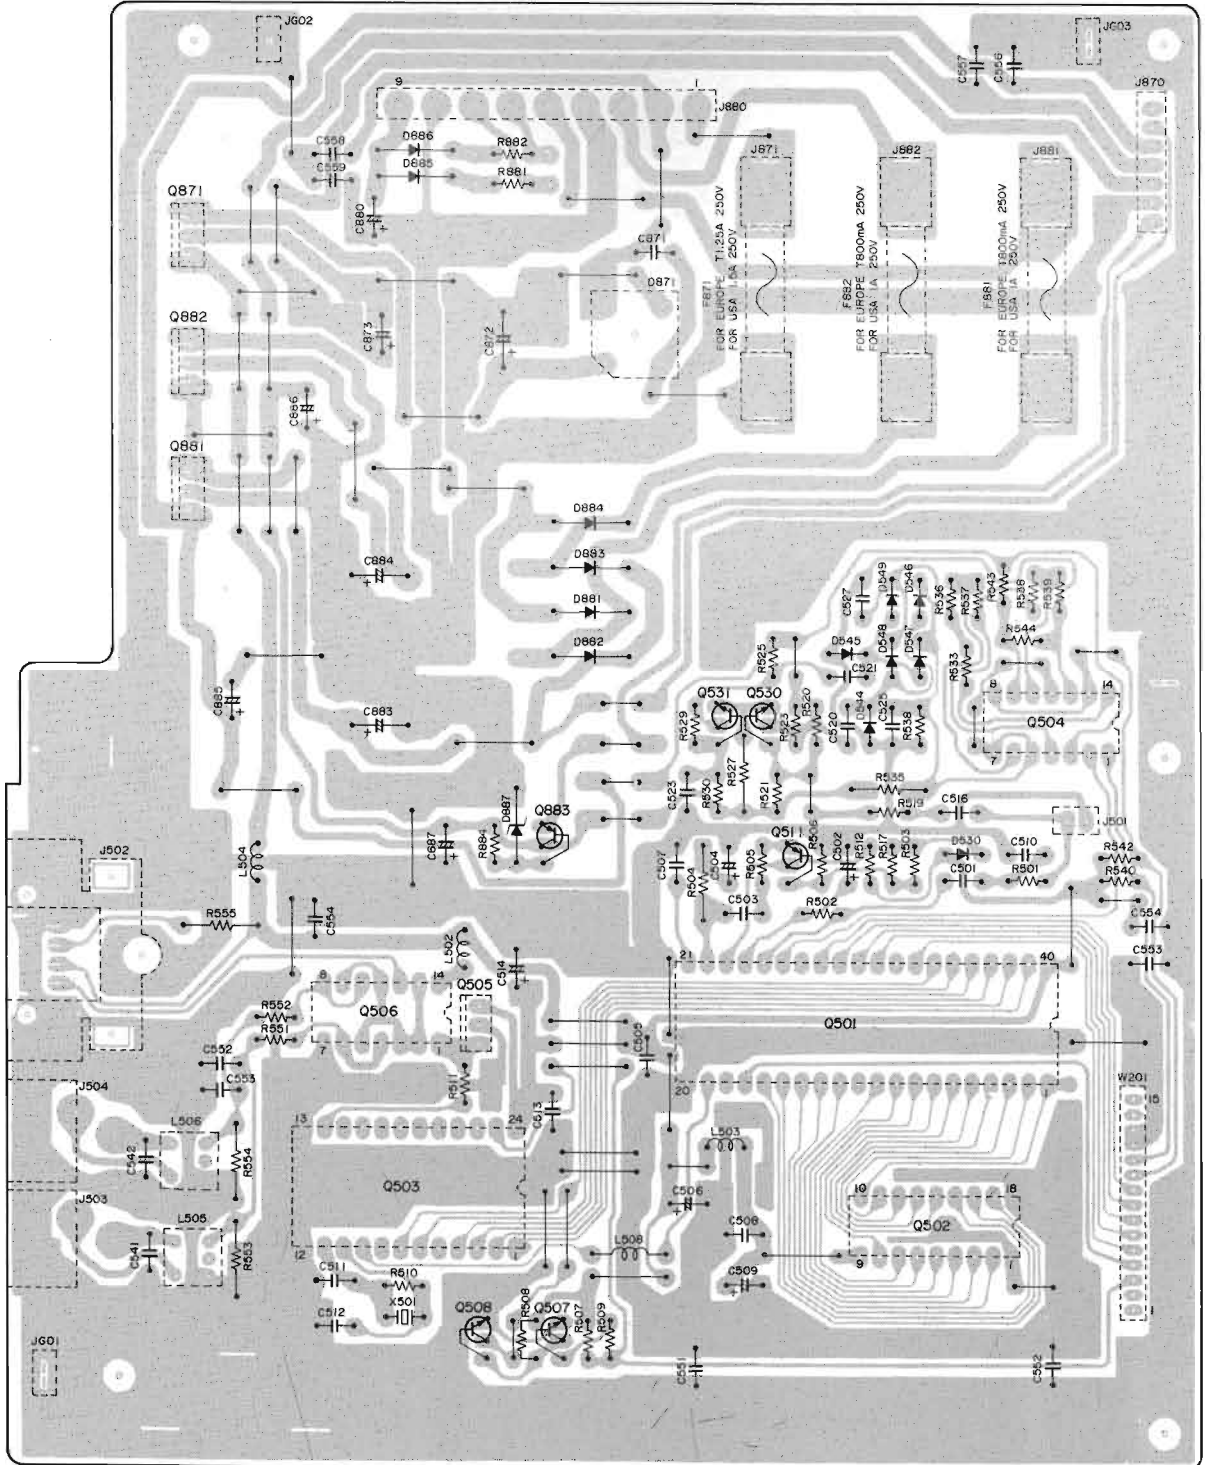 JG02
JG03
C557
C556
J870
9
1
J880
C558
D886
R882
C559
D885
R881
J871
J882
J881
Q871
C880
+
C871
F871
FOR EUROPE T1.25A 250V
FOR USA 1.5A 250V
F882
FOR EUROPE T800mA 250V
FOR USA 1A 250V
F881
FOR EUROPE T800mA 250V
FOR USA 1A 250V
D871
Q882
C873
+
C872
+
C886
+
Q881
D884
C884
+
D883
D881
D882
C527
D549
D546
R536
R537
R543
R538
R539
R544
D545
D548
D547
R525
C521
R533
8
14
C885
+
C883
+
Q531
Q530
R529
R523
R520
C520
D544
C525
R538
Q504
7
1
R527
C523
R530
R521
R535
R519
C516
J501
D887
Q883
C887
+
R884
Q511
R506
C502
+
R512
R517
R503
D530
C510
R542
C507
R504
C504
+
R505
C501
R501
R540
C503
R502
J502
L504
R555
C554
L502
C514
+
C554
C553
21
40
8
14
Q505
R552
R551
Q506
7
1
Q501
C505
C552
C553
R511
20
1
W201
15
J504
L506
C542
R554
13
24
C513
L503
Q503
J503
L505
C541
R553
C506
+
10
18
Q502
C508
9
1
12
1
L508
C511
R510
C509
+
C512
X501
Q508
R508
Q507
R507
R509
1
JG01
C551
C552